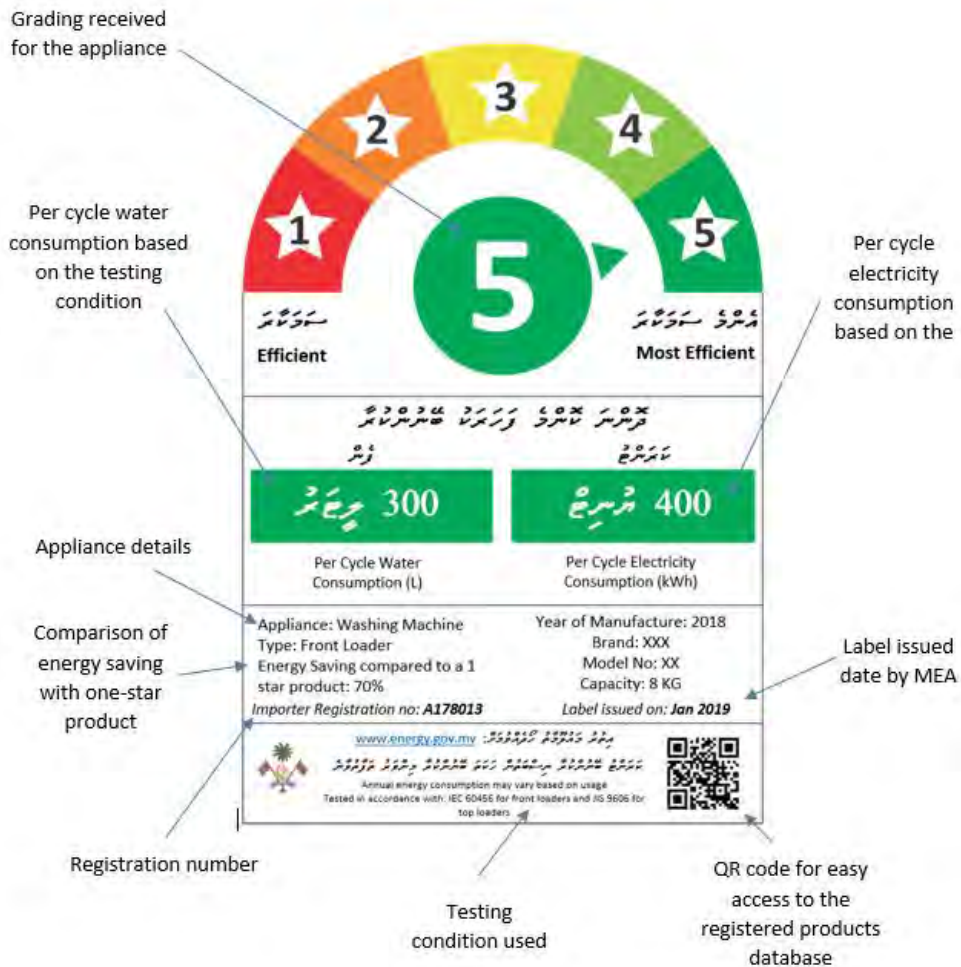 Grading received
for the appliance
1
2
3
4
5
5
Per cycle water
consumption based
on the testing
condition
Per cycle
electricity
consumption
based on the
ސަމަކާރަ
Efficient
އެންމެ ސަމަކާރަ
Most Efficient
ދޮންނަ ކޮންމެ ފަހަރަކު ބޭނުންކުރާ
ފެން
ކަރަންޓު
300 ލީޓަރު
400 ޔުނިޓް
Per Cycle Water
Consumption (L)
Per Cycle Electricity
Consumption (kWh)
Appliance details
Comparison of
energy saving
with one-star
product
Appliance: Washing Machine
Type: Front Loader
Energy Saving compared to a 1
star product: 70%
Importer Registration no: A178013
Year of Manufacture: 2018
Brand: XXX
Model No: XX
Capacity: 8 KG
Label issued on: Jan 2019
Label issued
date by MEA
އިތުރު މަޢުލޫމާތު ހޯއްދެވުމަށް: www.energy.gov.mv
Annual energy consumption may vary based on usage
Tested in accordance with: IEC 60456 for front loaders and JIS 9606 for
top loaders
Registration number
Testing
condition used
QR code for easy
access to the
registered products
database